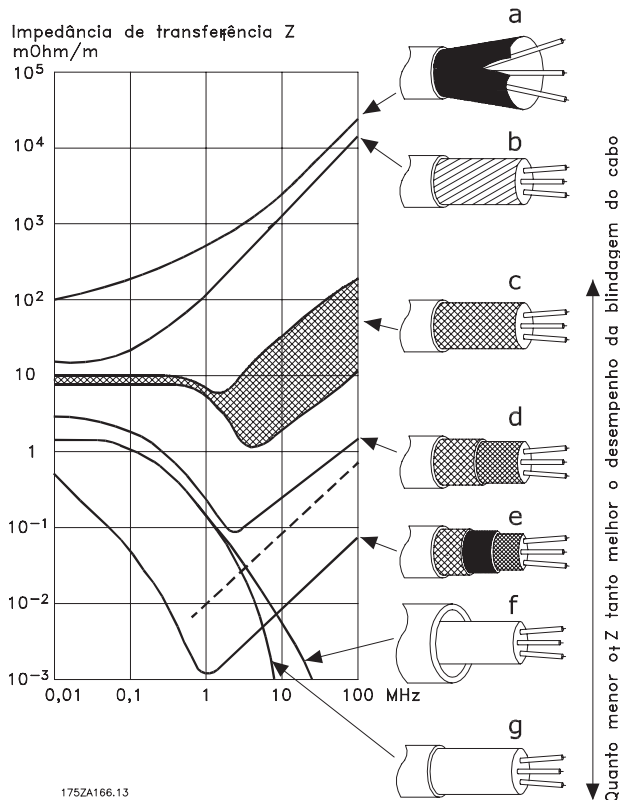 Impedância de transferência Z
mOhm/m
a
10⁵
b
10⁴
10³
c
10²
10
d
1
e
10⁻¹
f
10⁻²
10⁻³
0,01 0,1 1 10 100 MHz
g
175ZA166.13
Quanto menor o Z tanto melhor o desempenho da blindagem do cabo